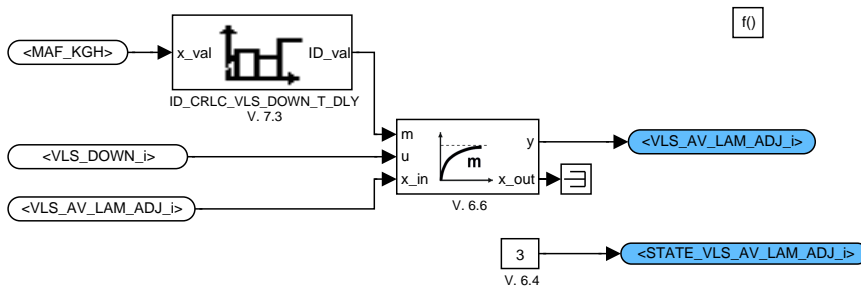 f()
<MAF_KGH>
x_val
ID_val
ID_CRLC_VLS_DOWN_T_DLY
V. 7.3
<VLS_DOWN_i>
<VLS_AV_LAM_ADJ_i>
m
u
x_in
m
y
x_out
V. 6.6
<VLS_AV_LAM_ADJ_i>
3
V. 6.4
<STATE_VLS_AV_LAM_ADJ_i>